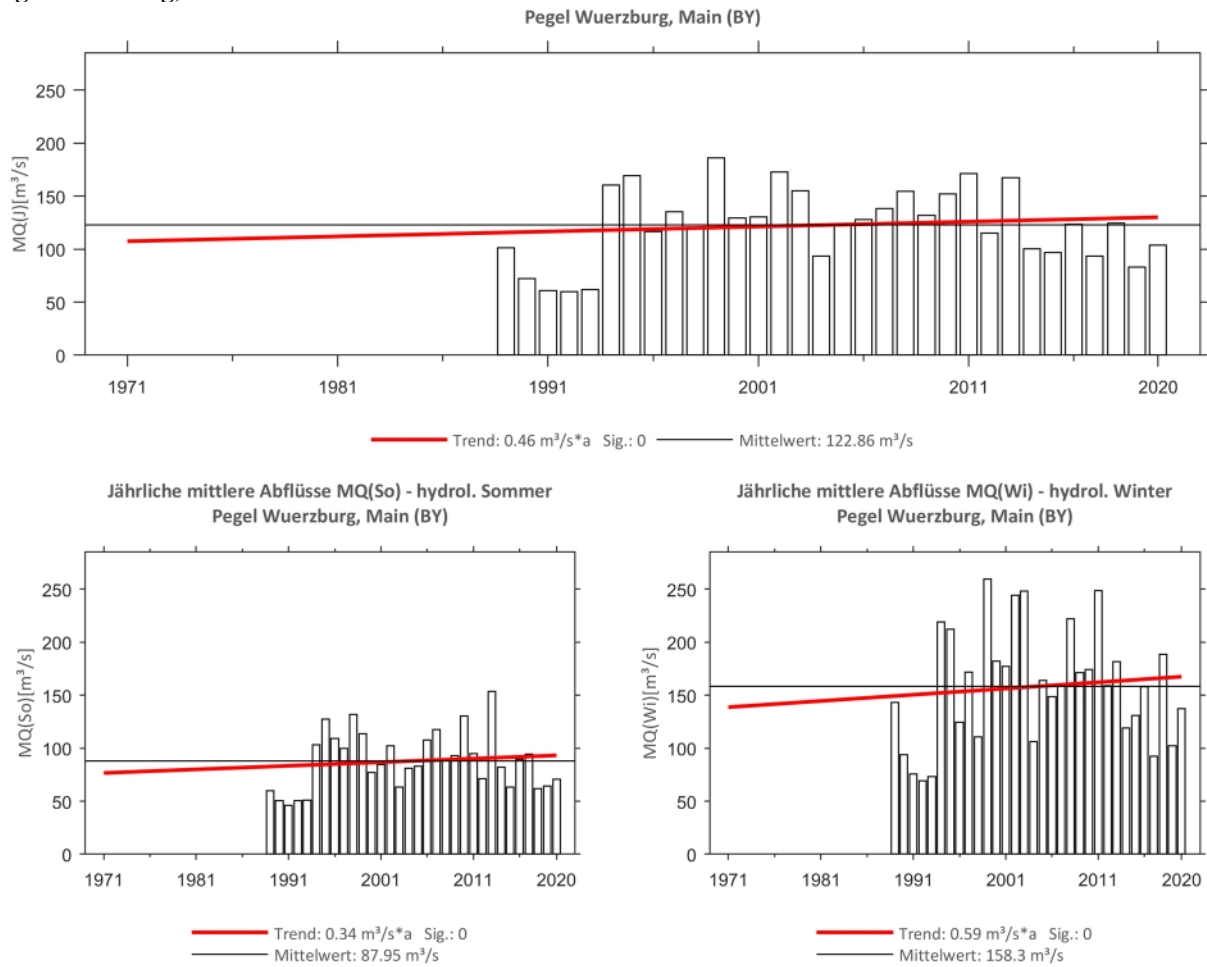 Pegel Wuerzburg, Main (BY)
MQ(J)[m³/s]
250
200
150
100
50
0
1971 1981 1991 2001 2011 2020
Trend: 0.46 m³/s*a Sig.: 0 Mittelwert: 122.86 m³/s
Jährliche mittlere Abflüsse MQ(So) - hydrol. Sommer
Pegel Wuerzburg, Main (BY)
MQ(So)[m³/s]
250
200
150
100
50
0
1971 1981 1991 2001 2011 2020
Trend: 0.34 m³/s*a Sig.: 0
Mittelwert: 87.95 m³/s
Jährliche mittlere Abflüsse MQ(Wi) - hydrol. Winter
Pegel Wuerzburg, Main (BY)
MQ(Wi)[m³/s]
250
200
150
100
50
0
1971 1981 1991 2001 2011 2020
Trend: 0.59 m³/s*a Sig.: 0
Mittelwert: 158.3 m³/s